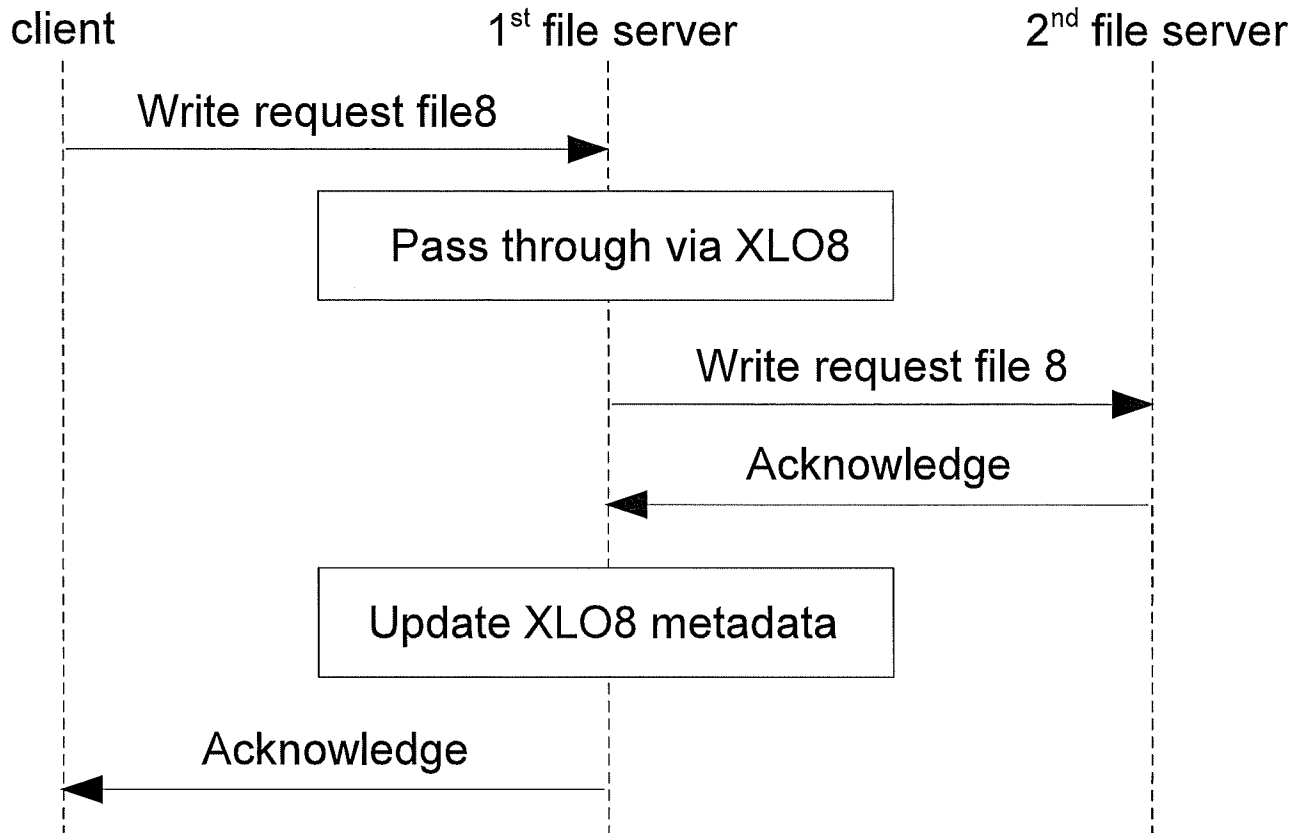 client
1st file server
2nd file server
Write request file8
Pass through via XLO8
Write request file 8
Acknowledge
Update XLO8 metadata
Acknowledge